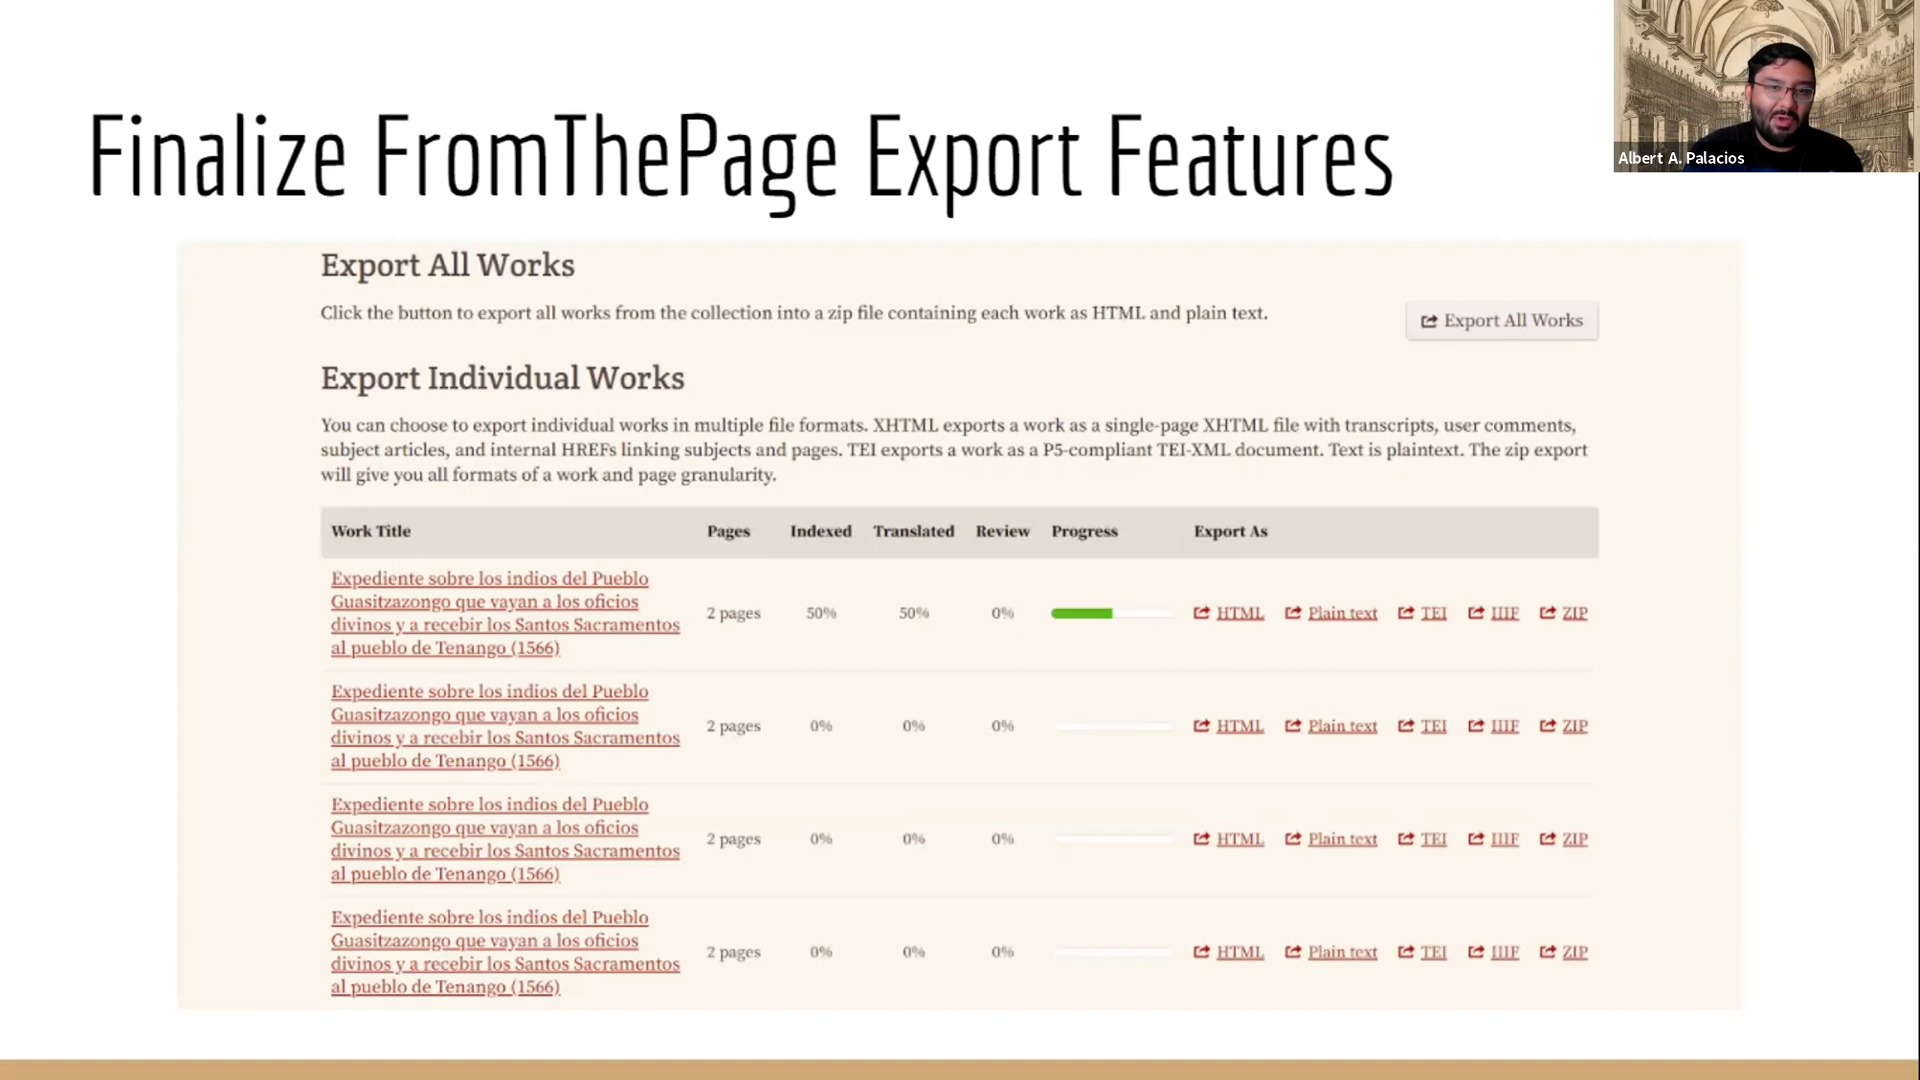 Finalize FromThePage Export Features
Albert A. Palacios
Export All Works
Click the button to export all works from the collection into a zip file containing each work as HTML and plain text.
Export All Works
Export Individual Works
You can choose to export individual works in multiple file formats. XHTML exports a work as a single-page XHTML file with transcripts, user comments,
subject articles, and internal HREFs linking subjects and pages. TEI exports a work as a P5-compliant TEI-XML document. Text is plaintext. The zip export
will give you all formats of a work and page granularity.
Work Title Pages Indexed Translated Review Progress Export As
Expediente sobre los indios del Pueblo
Guasitzazongo que vayan a los oficios
divinos y a recebir los Santos Sacramentos
al pueblo de Tenango (1566)
2 pages 50% 50% 0% HTML Plain text TEI IIIF ZIP
Expediente sobre los indios del Pueblo
Guasitzazongo que vayan a los oficios
divinos y a recebir los Santos Sacramentos
al pueblo de Tenango (1566)
2 pages 0% 0% 0% HTML Plain text TEI IIIF ZIP
Expediente sobre los indios del Pueblo
Guasitzazongo que vayan a los oficios
divinos y a recebir los Santos Sacramentos
al pueblo de Tenango (1566)
2 pages 0% 0% 0% HTML Plain text TEI IIIF ZIP
Expediente sobre los indios del Pueblo
Guasitzazongo que vayan a los oficios
divinos y a recebir los Santos Sacramentos
al pueblo de Tenango (1566)
2 pages 0% 0% 0% HTML Plain text TEI IIIF ZIP